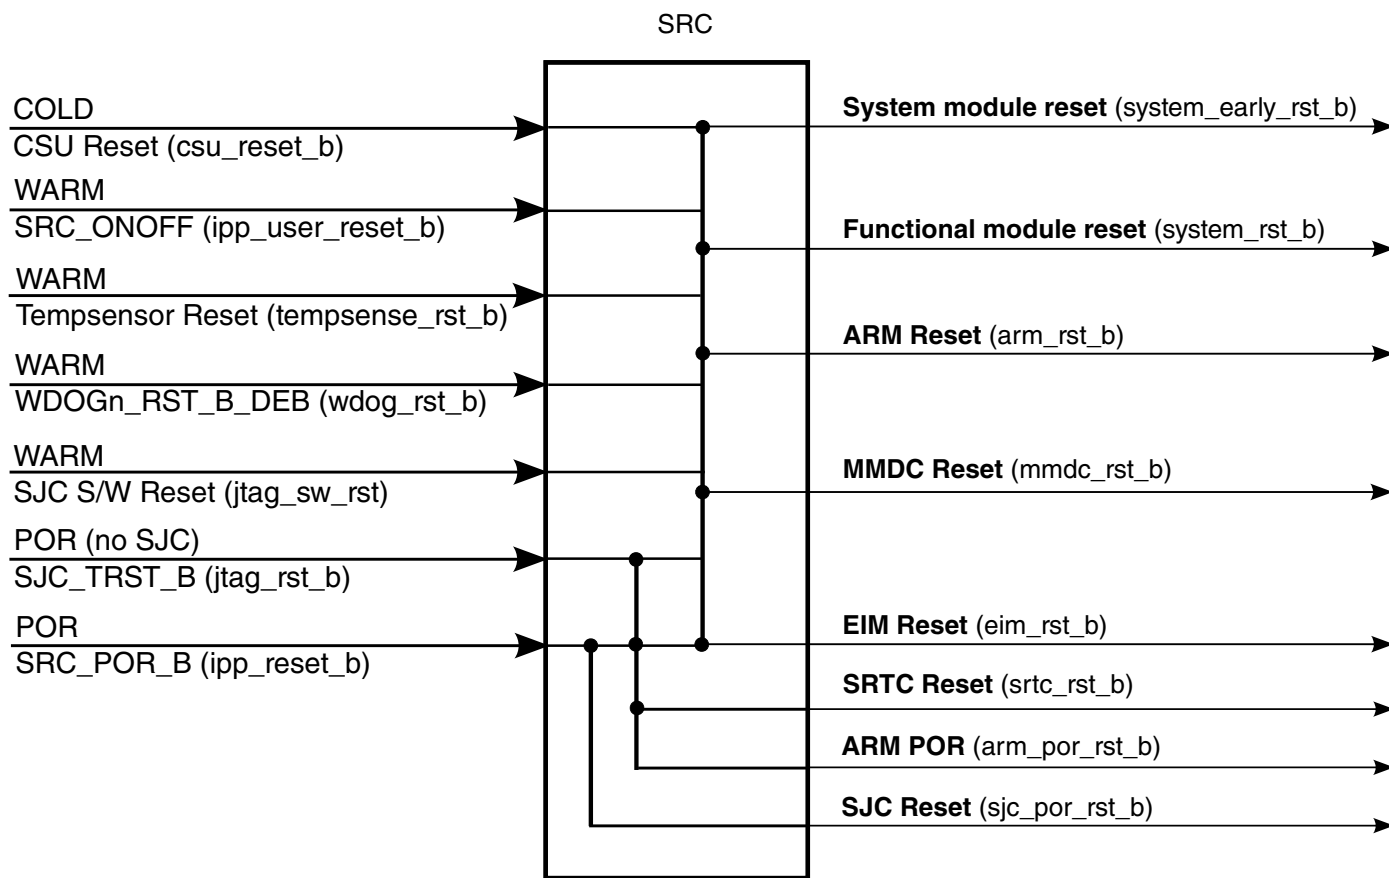 SRC
COLD
CSU Reset (csu_reset_b)
WARM
SRC_ONOFF (ipp_user_reset_b)
WARM
Tempsensor Reset (tempsense_rst_b)
WARM
WDOGn_RST_B_DEB (wdog_rst_b)
WARM
SJC S/W Reset (jtag_sw_rst)
POR (no SJC)
SJC_TRST_B (jtag_rst_b)
POR
SRC_POR_B (ipp_reset_b)
System module reset (system_early_rst_b)
Functional module reset (system_rst_b)
ARM Reset (arm_rst_b)
MMDC Reset (mmdc_rst_b)
EIM Reset (eim_rst_b)
SRTC Reset (srtc_rst_b)
ARM POR (arm_por_rst_b)
SJC Reset (sjc_por_rst_b)